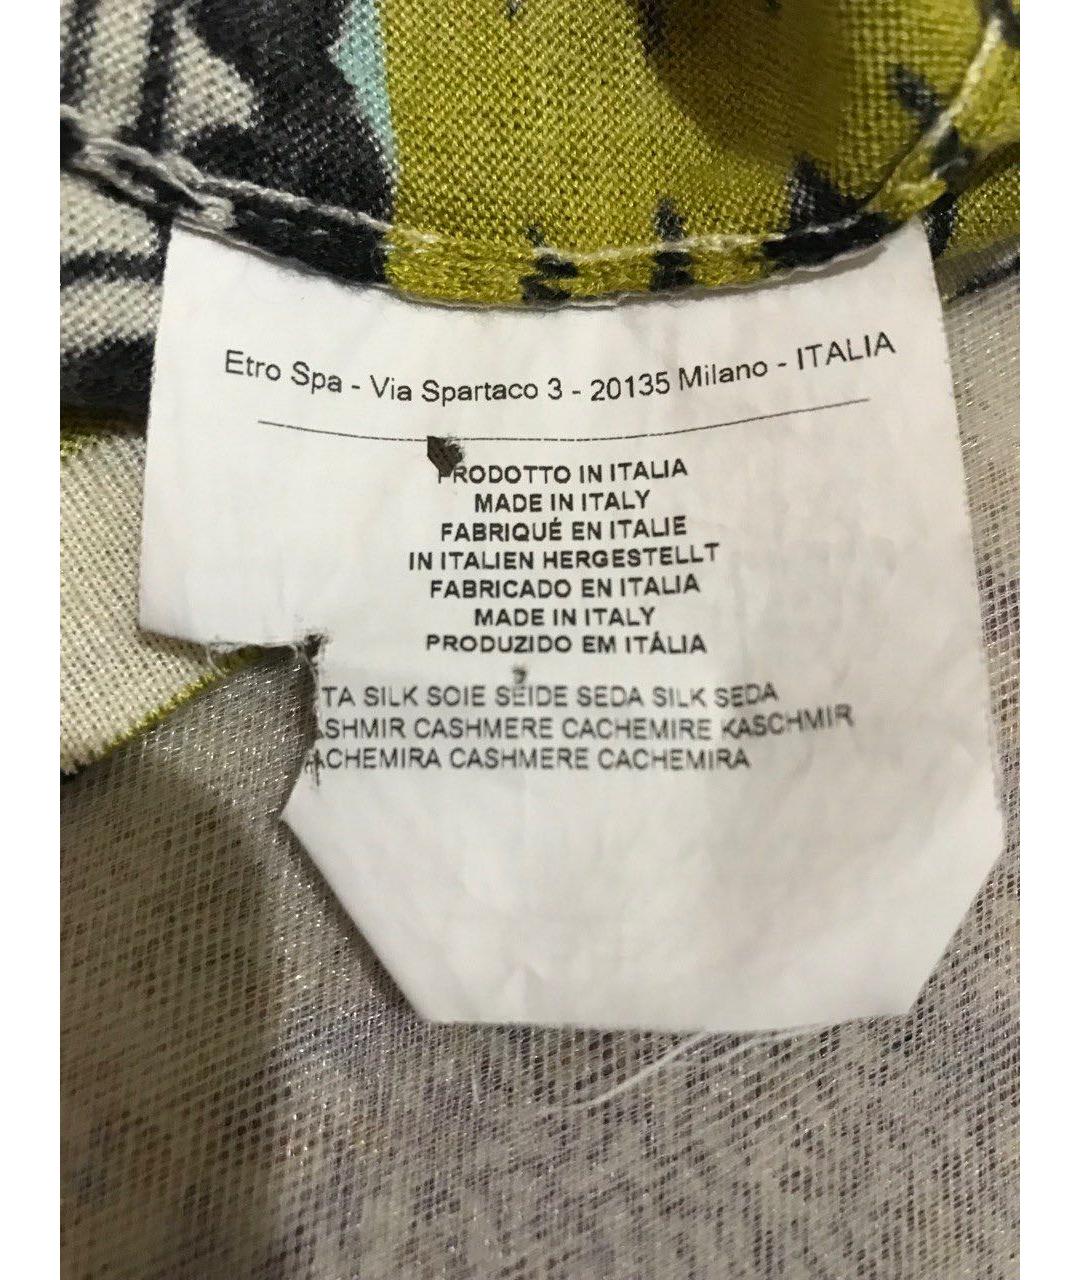 Etro Spa - Via Spartaco 3 - 20135 Milano - ITALIA
PRODOTTO IN ITALIA
MADE IN ITALY
FABRIQUÉ EN ITALIE
IN ITALIEN HERGESTELLT
FABRICADO EN ITALIA
MADE IN ITALY
PRODUZIDO EM ITÁLIA
TA SILK SOIE SEIDE SEDA SILK SEDA
ASHMIR CASHMERE CACHEMIRE KASCHMIR
ACHEMIRA CASHMERE CACHEMIRA